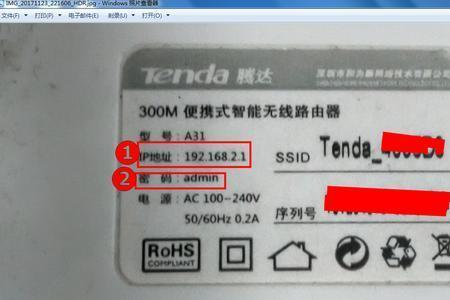 IMG_20171123_221606_HDR.jpg - Windows 照片查看器
文件(F) 打印(P) 电子邮件(E) 刻录(U) 打开(O)
Tenda 腾达
300M 便携式智能无线路由器
型 号：A31
① IP地址：192.168.2.1
SSID Tenda_
② 密 码：admin
电 源：AC 100~240V
50/60Hz 0.2A
序列号
RoHS
COMPLIANT